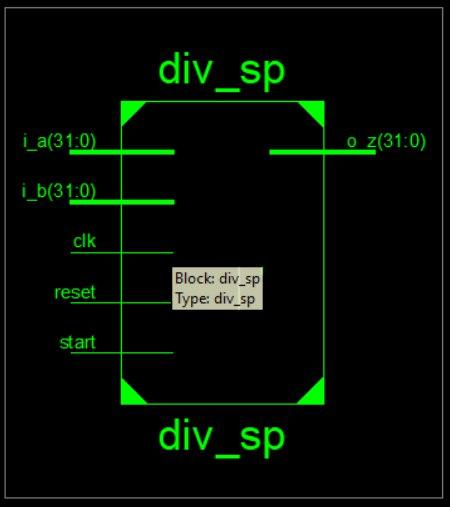 div_sp
i_a(31:0)
o_z(31:0)
i_b(31:0)
clk
Block: div_sp
reset
Type: div_sp
start
div_sp